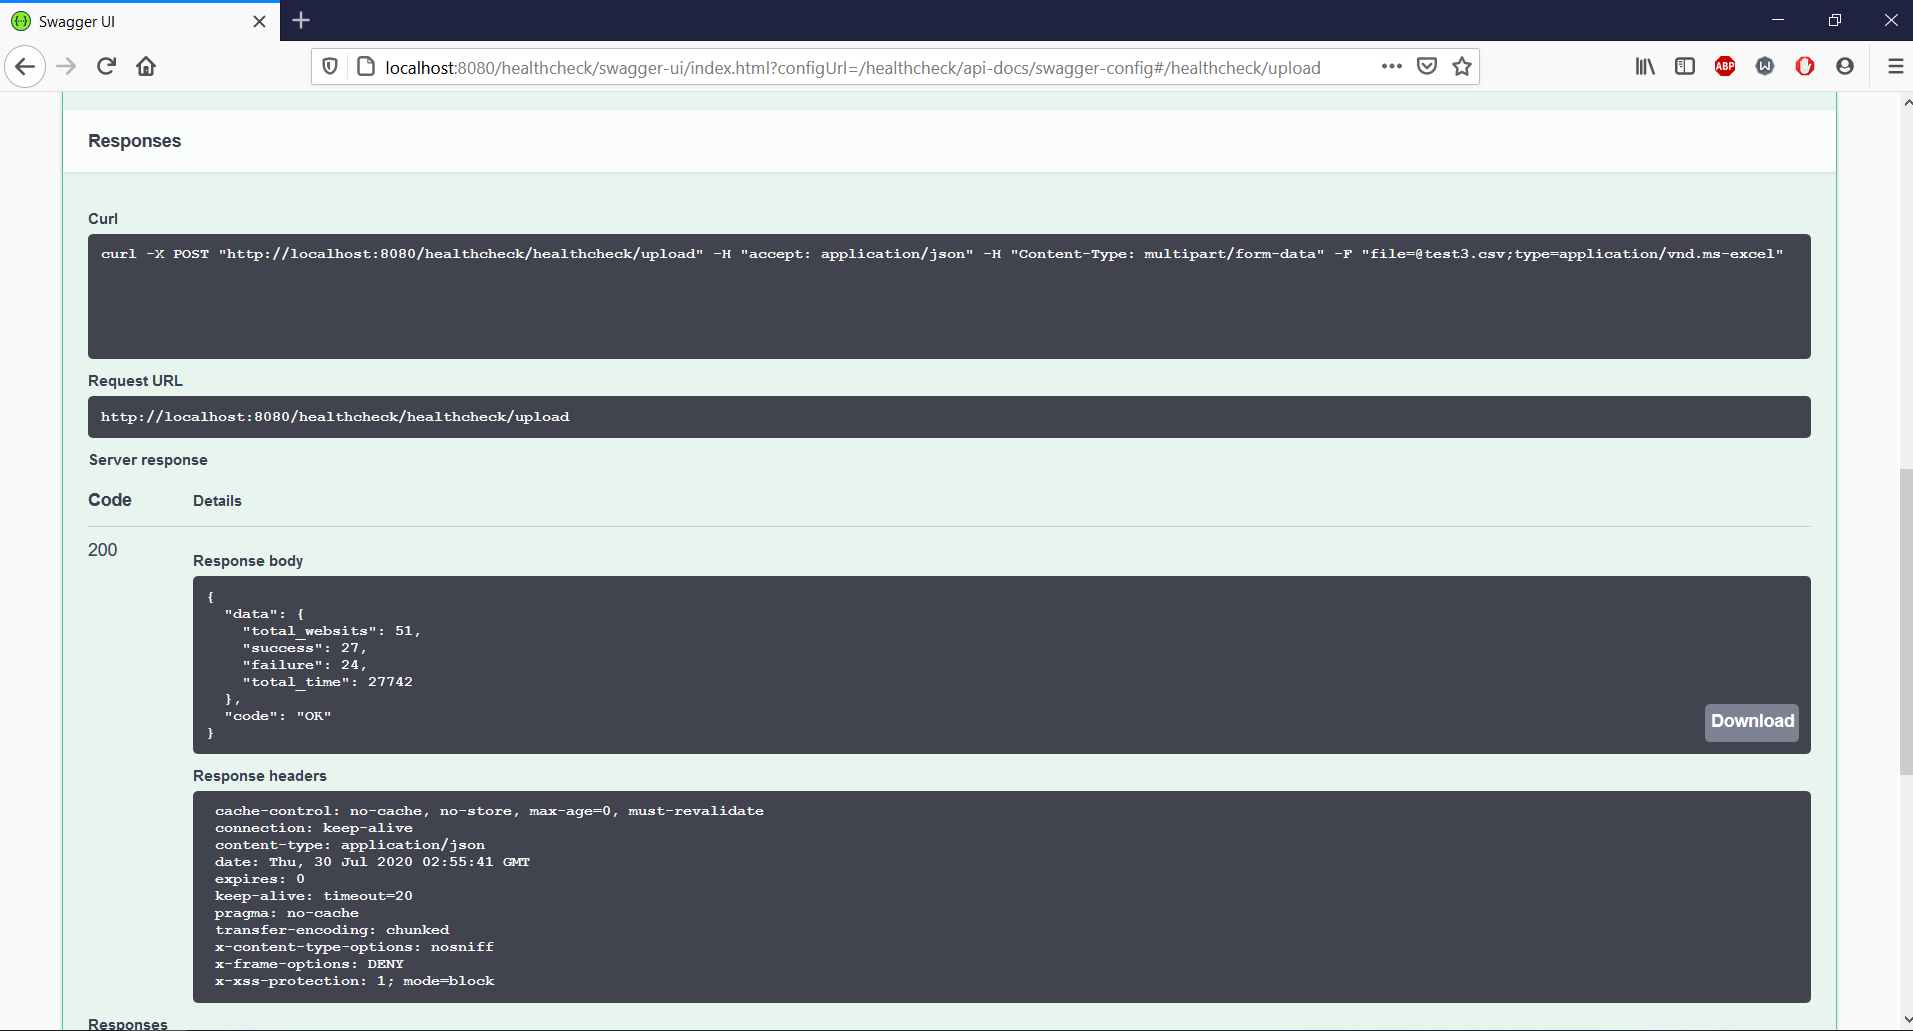 Swagger UI
localhost:8080/healthcheck/swagger-ui/index.html?configUrl=/healthcheck/api-docs/swagger-config#/healthcheck/upload
ABP
Responses
Curl
curl -X POST "http://localhost:8080/healthcheck/healthcheck/upload" -H "accept: application/json" -H "Content-Type: multipart/form-data" -F "file=@test3.csv;type=application/vnd.ms-excel"
Request URL
http://localhost:8080/healthcheck/healthcheck/upload
Server response
Code Details
200
Response body
{
  "data": {
    "total_websits": 51,
    "success": 27,
    "failure": 24,
    "total_time": 27742
  },
  "code": "OK"
}
Download
Response headers
cache-control: no-cache, no-store, max-age=0, must-revalidate
connection: keep-alive
content-type: application/json
date: Thu, 30 Jul 2020 02:55:41 GMT
expires: 0
keep-alive: timeout=20
pragma: no-cache
transfer-encoding: chunked
x-content-type-options: nosniff
x-frame-options: DENY
x-xss-protection: 1; mode=block
Responses